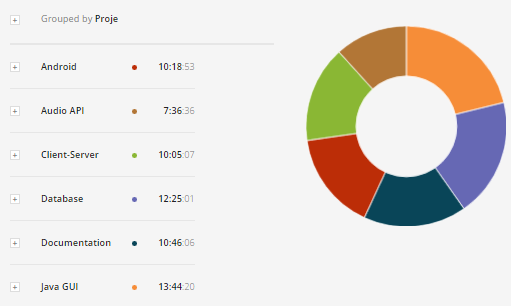 Grouped by Proje
Android 10:18:53
Audio API 7:36:36
Client-Server 10:05:07
Database 12:25:01
Documentation 10:46:06
Java GUI 13:44:20